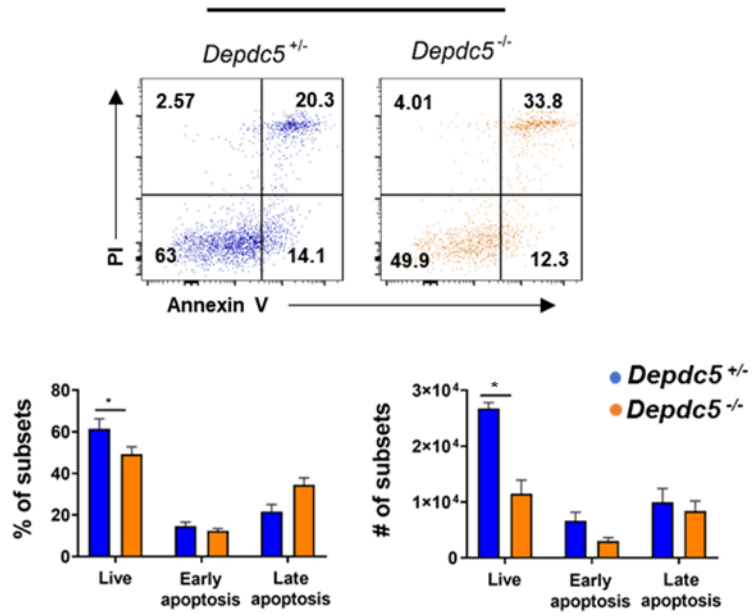 Depdc5+/- Depdc5-/-
2.57 20.3 4.01 33.8
PI
63 14.1 49.9 12.3
Annexin V
Depdc5+/-
Depdc5-/-
% of subsets
80
60
40
20
0
*
Live Early apoptosis Late apoptosis
# of subsets
3×10⁴
2×10⁴
1×10⁴
0
*
Live Early apoptosis Late apoptosis